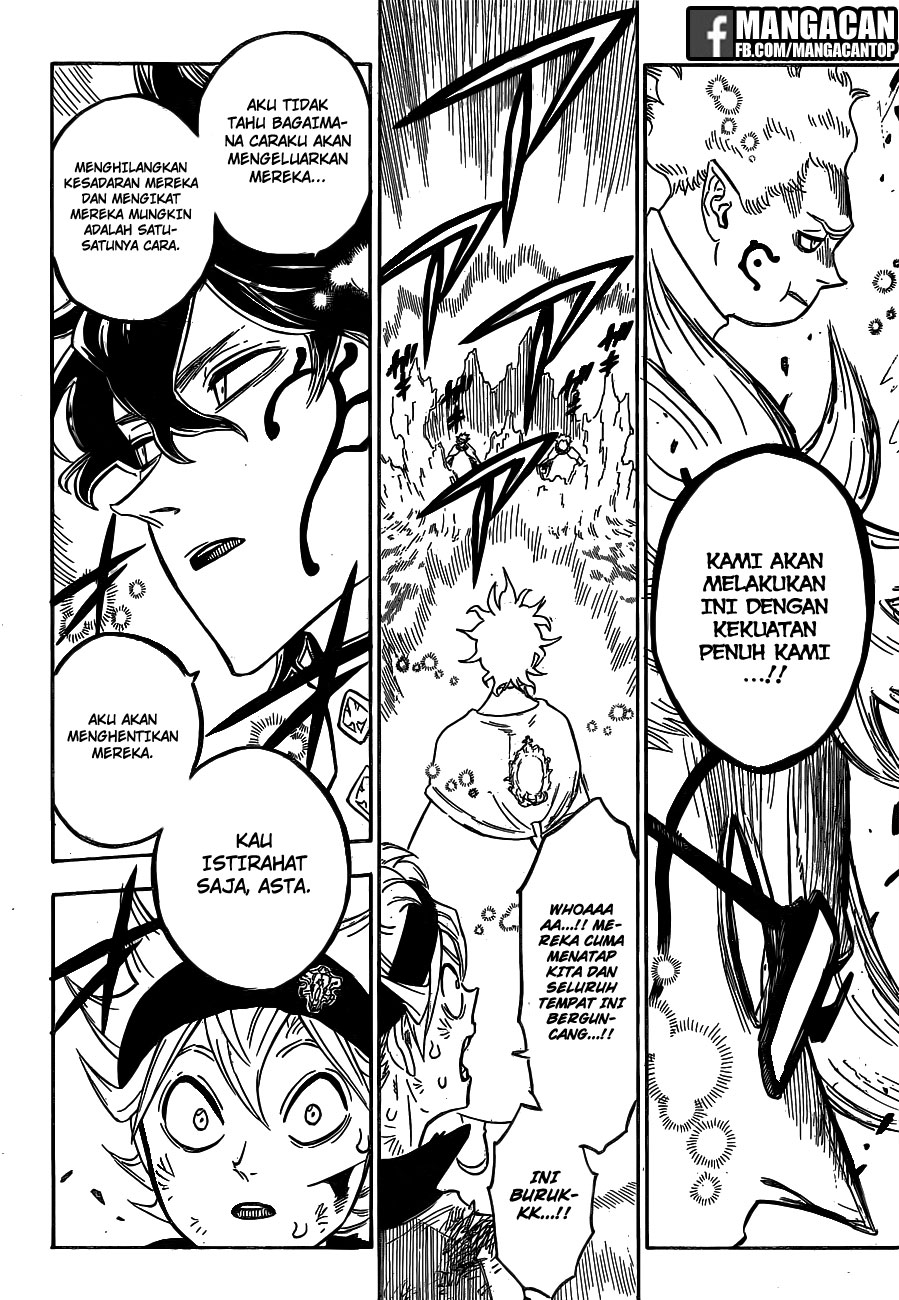 MANGACAN
FB.COM/MANGACANTOP
KAMI AKAN
MELAKUKAN
INI DENGAN
KEKUATAN
PENUH KAMI
...!!
WHOAAA
AA...!! ME-
REKA CUMA
MENATAP
KITA DAN
SELURUH
TEMPAT INI
BERGUN-
CANG...!!
INI
BURUK-
KK...!!
AKU TIDAK
TAHU BAGAIMA-
NA CARAKU AKAN
MENGELUARKAN
MEREKA...
MENGHILANGKAN
KESADARAN MEREKA
DAN MENGIKAT
MEREKA MUNGKIN
ADALAH SATU-
SATUNYA CARA.
AKU AKAN
MENGHENTIKAN
MEREKA.
KAU
ISTIRAHAT
SAJA, ASTA.